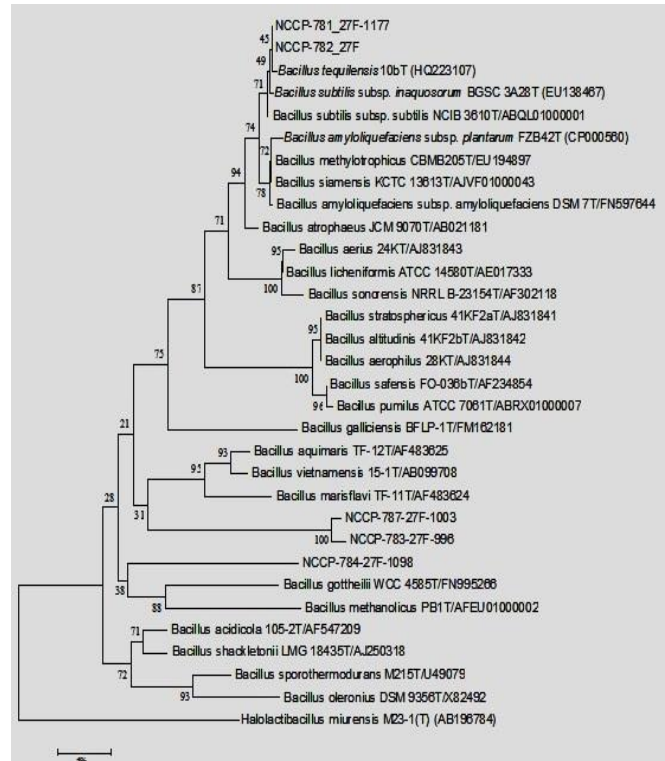 NCCP-781_27F-1177
45
NCCP-782_27F
49
Bacillus tequilensis 10bT (HQ223107)
71
Bacillus subtilis subsp. inaquosorum BGSC 3A28T (EU138467)
Bacillus subtilis subsp. subtilis NCIB 3610T/ABQL01000001
74
Bacillus amyloliquefaciens subsp. plantarum FZB42T (CP000560)
72
Bacillus methylotrophicus CBMB205T/EU194897
94
Bacillus siamensis KCTC 13613T/AJVF01000043
78
Bacillus amyloliquefaciens subsp. amyloliquefaciens DSM 7T/FN597644
71
Bacillus atrophaeus JCM 9070T/AB021181
95
Bacillus aerius 24KT/AJ831843
Bacillus licheniformis ATCC 14580T/AE017333
100
Bacillus sonorensis NRRL B-23154T/AF302118
87
Bacillus stratosphericus 41KF2aT/AJ831841
95
Bacillus altitudinis 41KF2bT/AJ831842
Bacillus aerophilus 28KT/AJ831844
75
100
Bacillus safensis FO-036bT/AF234854
96
Bacillus pumilus ATCC 7061T/ABRX01000007
21
Bacillus galliciensis BFLP-1T/FM162181
93
Bacillus aquimaris TF-12T/AF483625
95
Bacillus vietnamensis 15-1T/AB099708
28
Bacillus marisflavi TF-11T/AF483624
31
NCCP-787-27F-1003
100
NCCP-783-27F-996
NCCP-784-27F-1098
38
Bacillus gottheilii WCC 4585T/FN995266
88
Bacillus methanolicus PB1T/AFEU01000002
71
Bacillus acidicola 105-2T/AF547209
Bacillus shackletonii LMG 18435T/AJ250318
72
Bacillus sporothermodurans M215T/U49079
93
Bacillus oleronius DSM 9356T/X82492
Halolactibacillus miurensis M23-1(T) (AB196784)